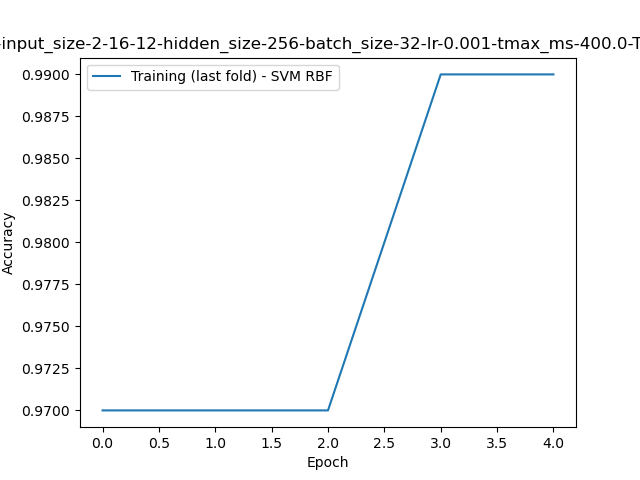 -input_size-2-16-12-hidden_size-256-batch_size-32-lr-0.001-tmax_ms-400.0-T
Training (last fold) - SVM RBF
0.9900
0.9875
0.9850
0.9825
0.9800
0.9775
0.9750
0.9725
0.9700
Accuracy
0.0 0.5 1.0 1.5 2.0 2.5 3.0 3.5 4.0
Epoch